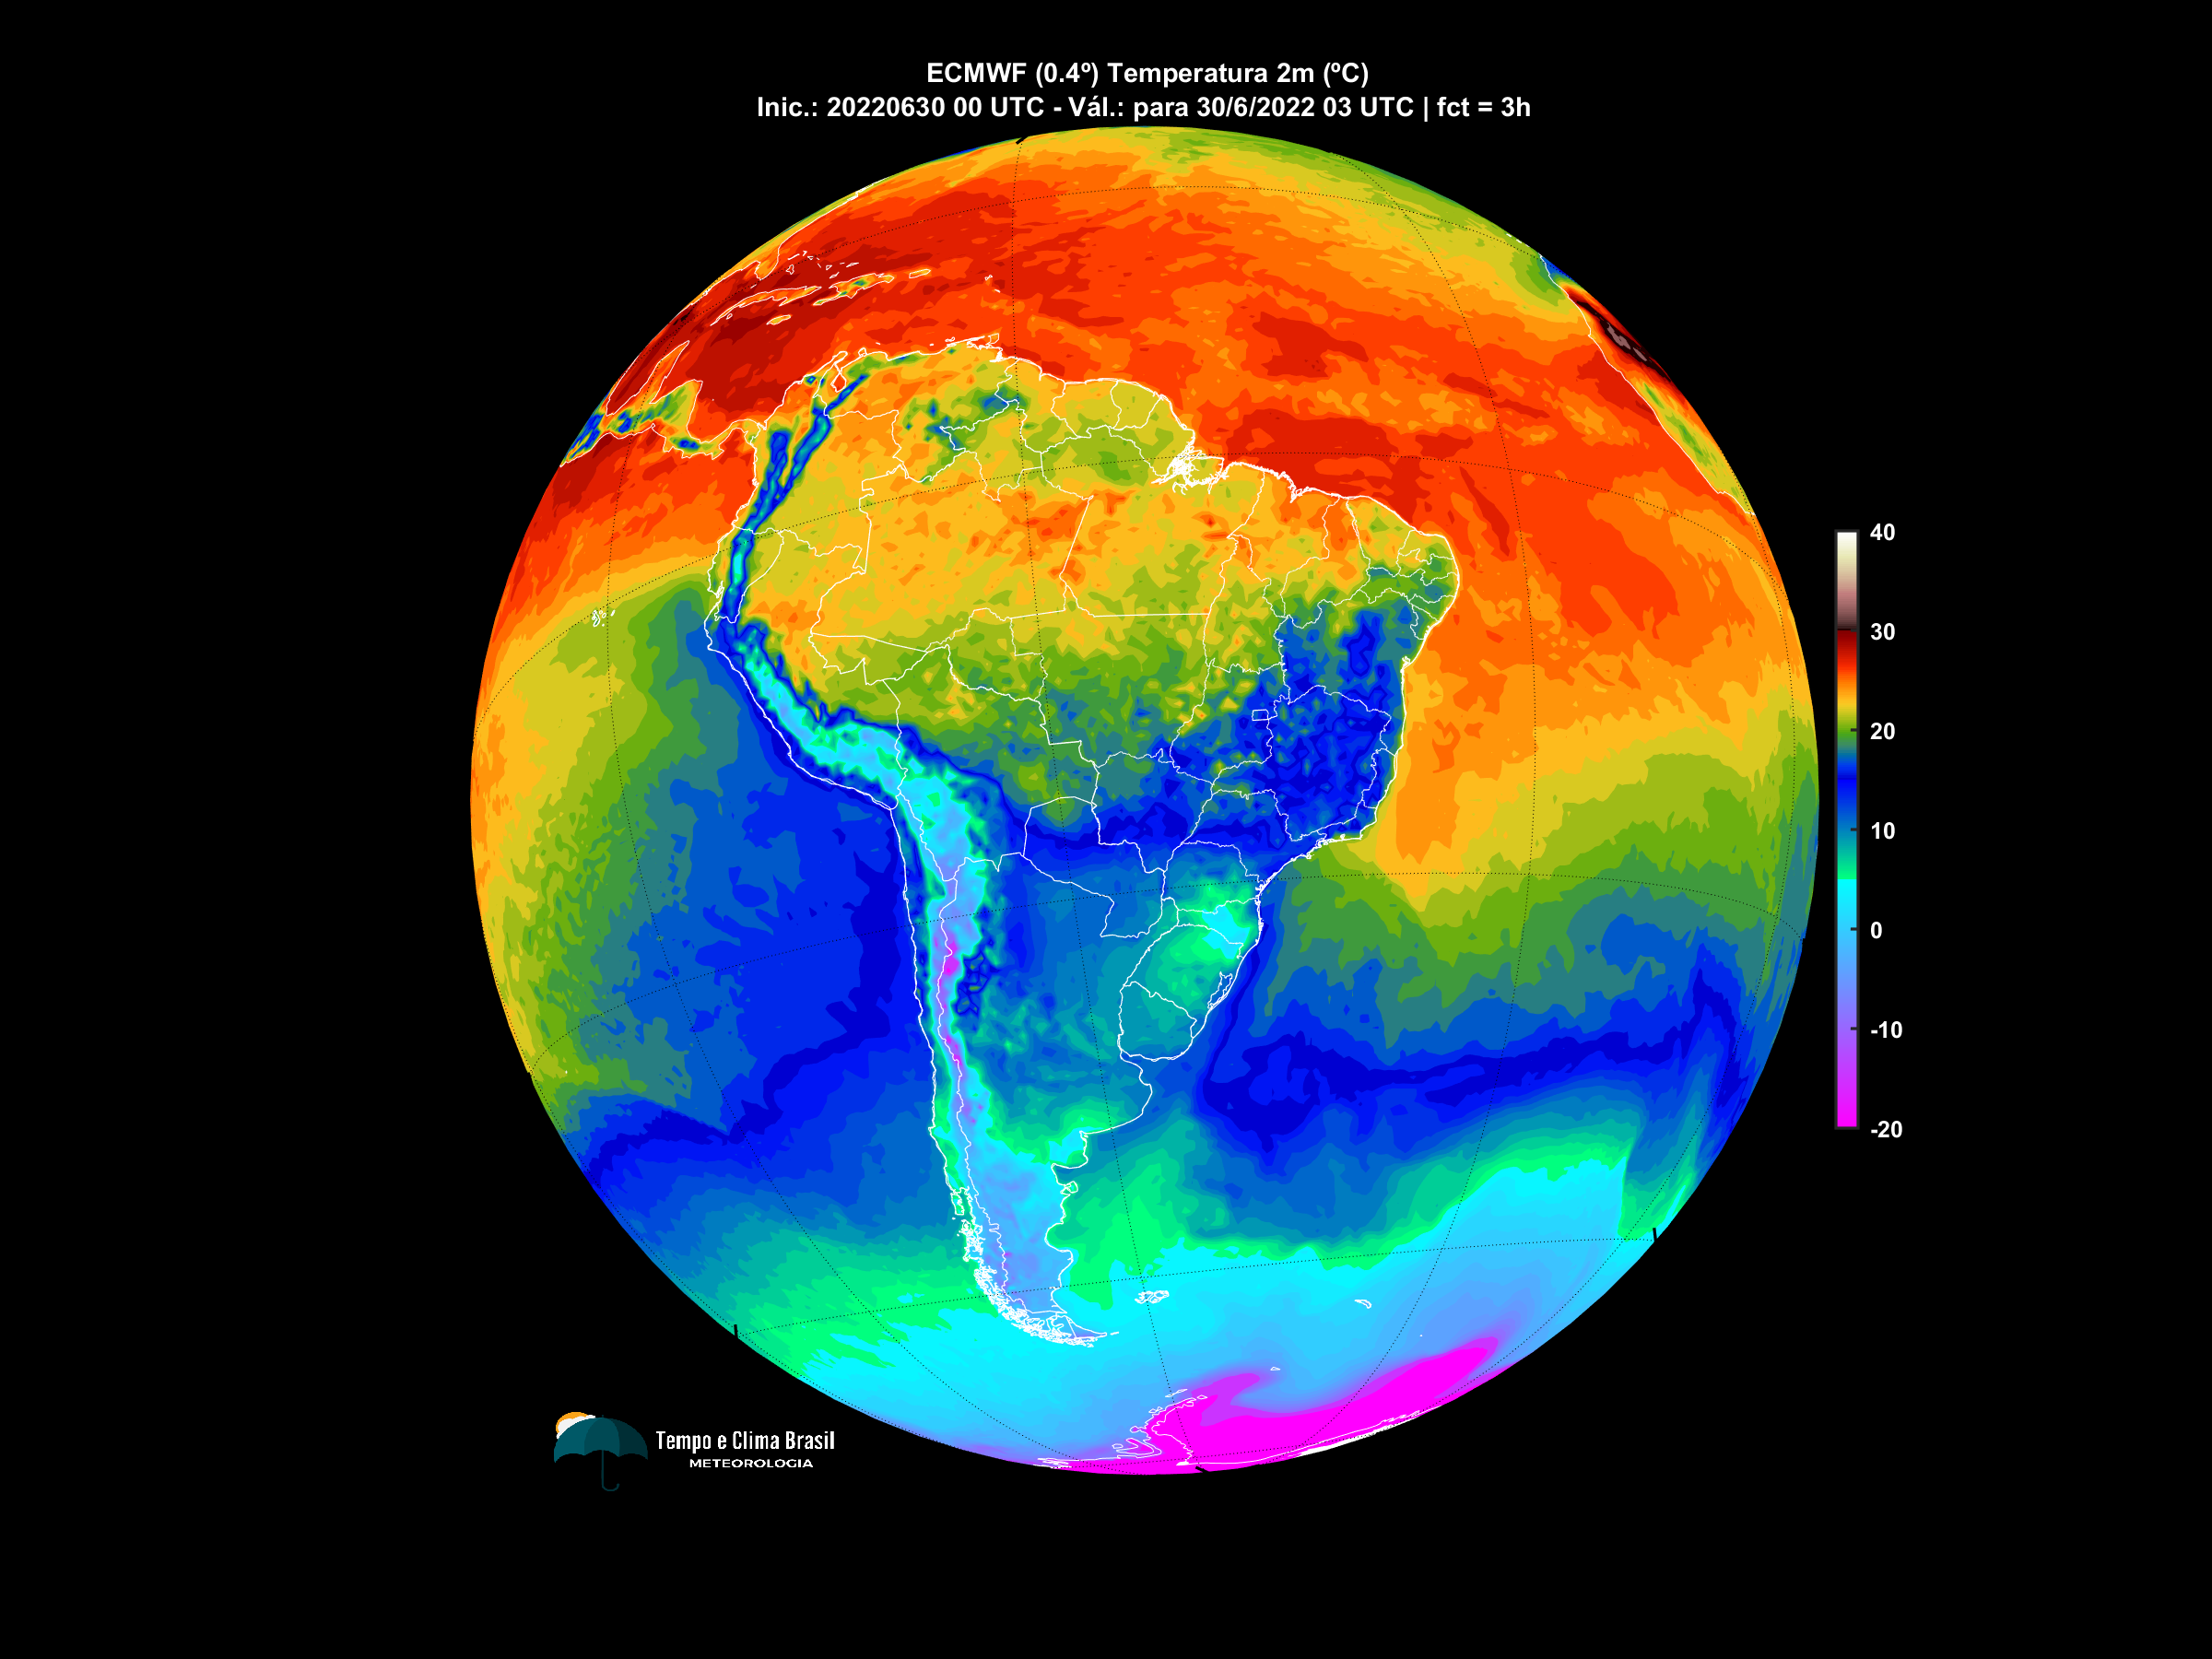 ECMWF (0.4º) Temperatura 2m (ºC)
Inic.: 20220630 00 UTC - Vál.: para 30/6/2022 03 UTC | fct = 3h
40
30
20
10
0
-10
-20
Tempo e Clima Brasil
METEOROLOGIA